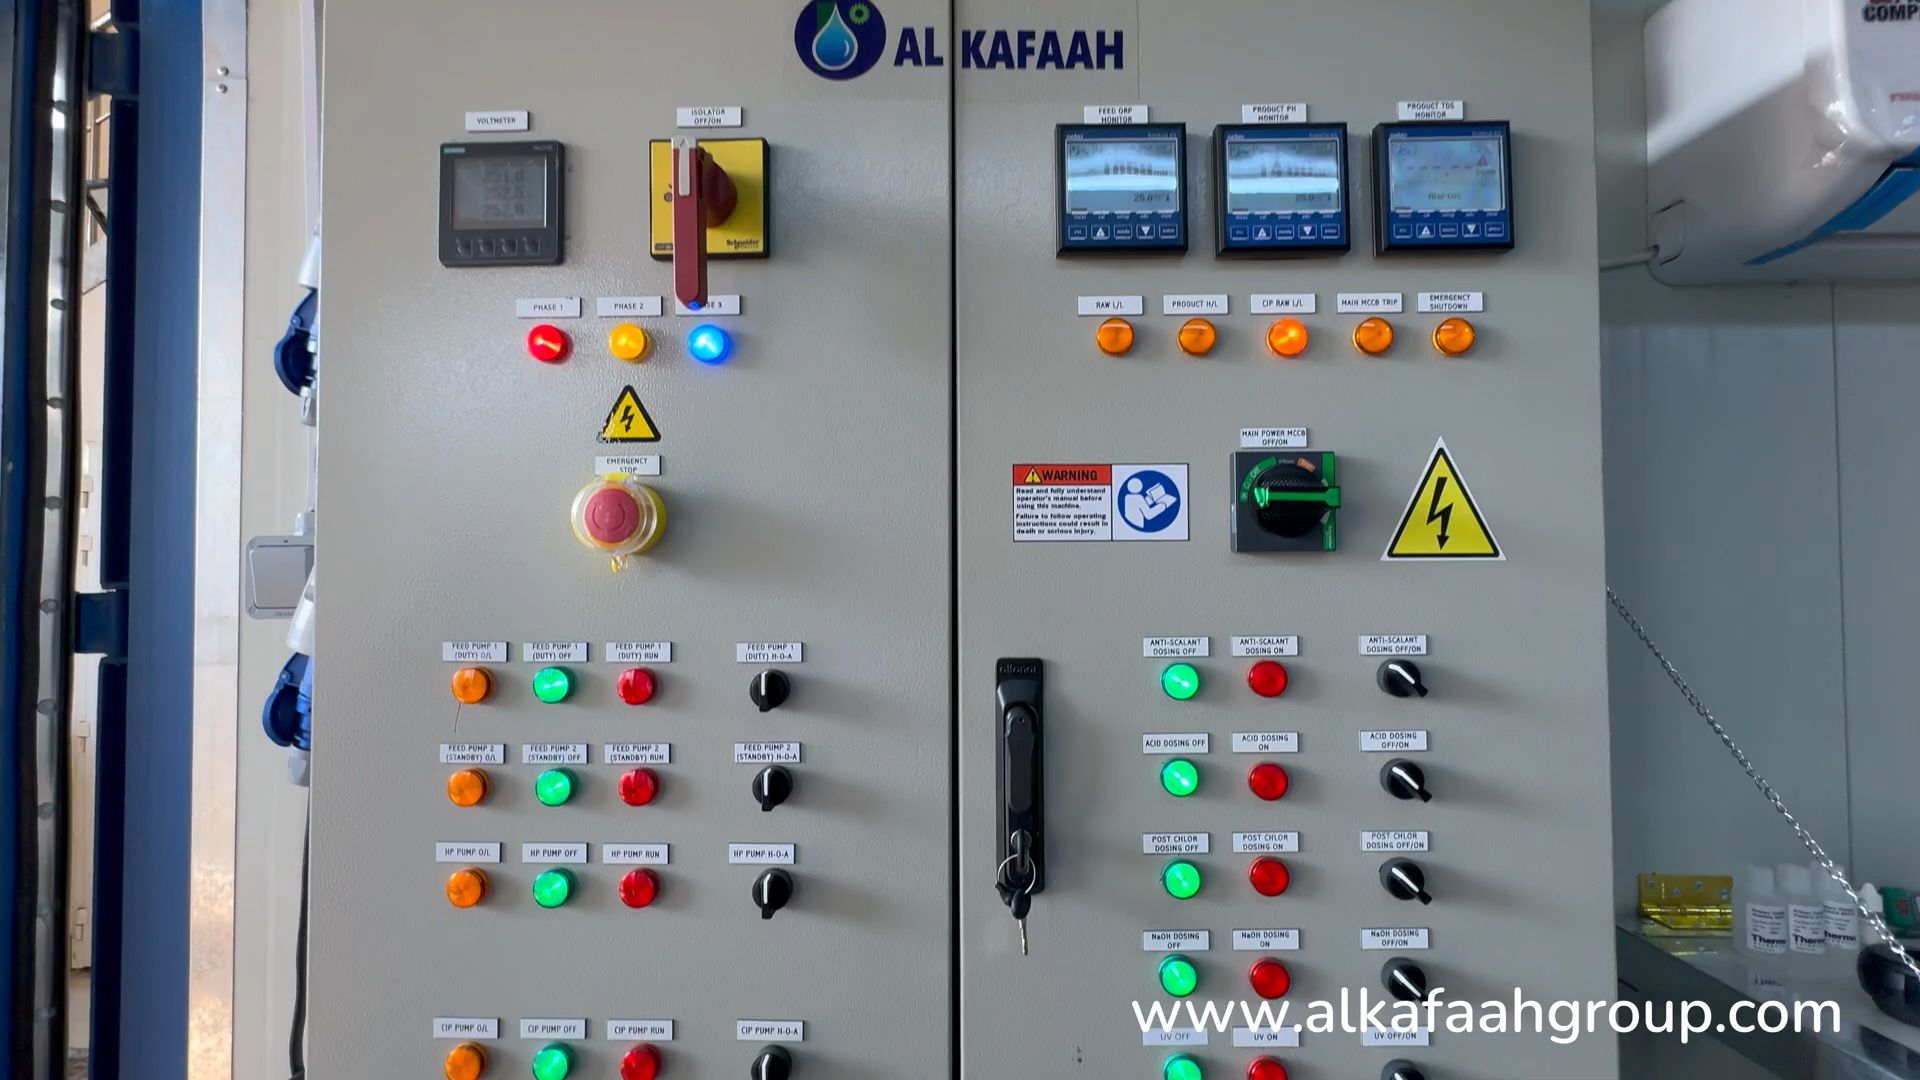 AL KAFAAH
VOLTMETER
ISOLATOR
OFF/ON
FEED ORP
MONITOR
PRODUCT PH
MONITOR
PRODUCT TDS
MONITOR
Schneider
25.0
25.0
PHASE 1
PHASE 2
SE 3
RAW L/L
PRODUCT H/L
CIP RAW L/L
MAIN MCCB TRIP
EMERGENCY
SHUTDOWN
EMERGENCY
STOP
MAIN POWER MCCB
OFF/ON
WARNING
Read and fully understand
operator's manual before
using this machine.
Failure to follow operating
instructions could result in
death or serious injury.
FEED PUMP 1
(DUTY) O/L
FEED PUMP 1
(DUTY) OFF
FEED PUMP 1
(DUTY) RUN
FEED PUMP 1
(DUTY) H-O-A
ANTI-SCALANT
DOSING OFF
ANTI-SCALANT
DOSING ON
ANTI-SCALANT
DOSING OFF/ON
alfanar
FEED PUMP 2
(STANDBY) O/L
FEED PUMP 2
(STANDBY) OFF
FEED PUMP 2
(STANDBY) RUN
FEED PUMP 2
(STANDBY) H-O-A
ACID DOSING OFF
ACID DOSING
ON
ACID DOSING
OFF/ON
HP PUMP O/L
HP PUMP OFF
HP PUMP RUN
HP PUMP H-O-A
POST CHLOR
DOSING OFF
POST CHLOR
DOSING ON
POST CHLOR
DOSING OFF/ON
NaOH DOSING
OFF
NaOH DOSING
ON
NaOH DOSING
OFF/ON
CIP PUMP O/L
CIP PUMP OFF
CIP PUMP RUN
CIP PUMP H-O-A
UV OFF
UV ON
UV OFF/ON
www.alkafaahgroup.com